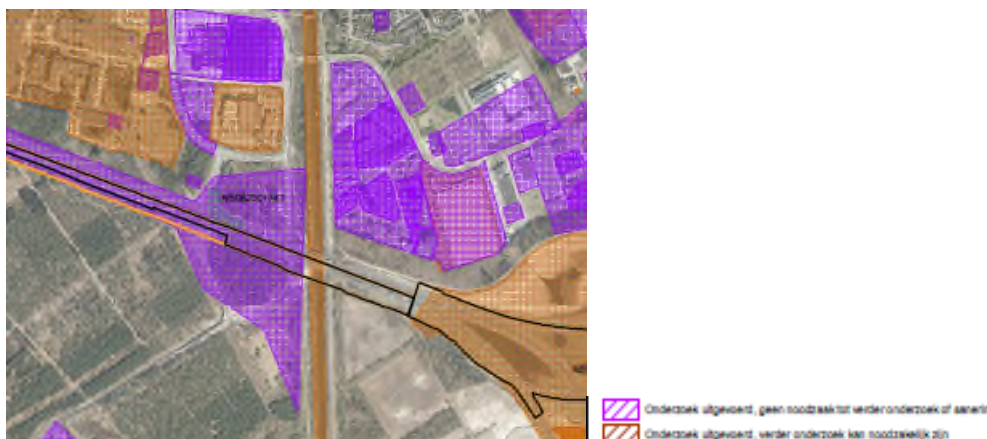 Onderzoek uitgevoerd, geen noodzaak tot verder onderzoek of
Onderzoek uitgevoerd, verder onderzoek kan noodzakelijk zijn